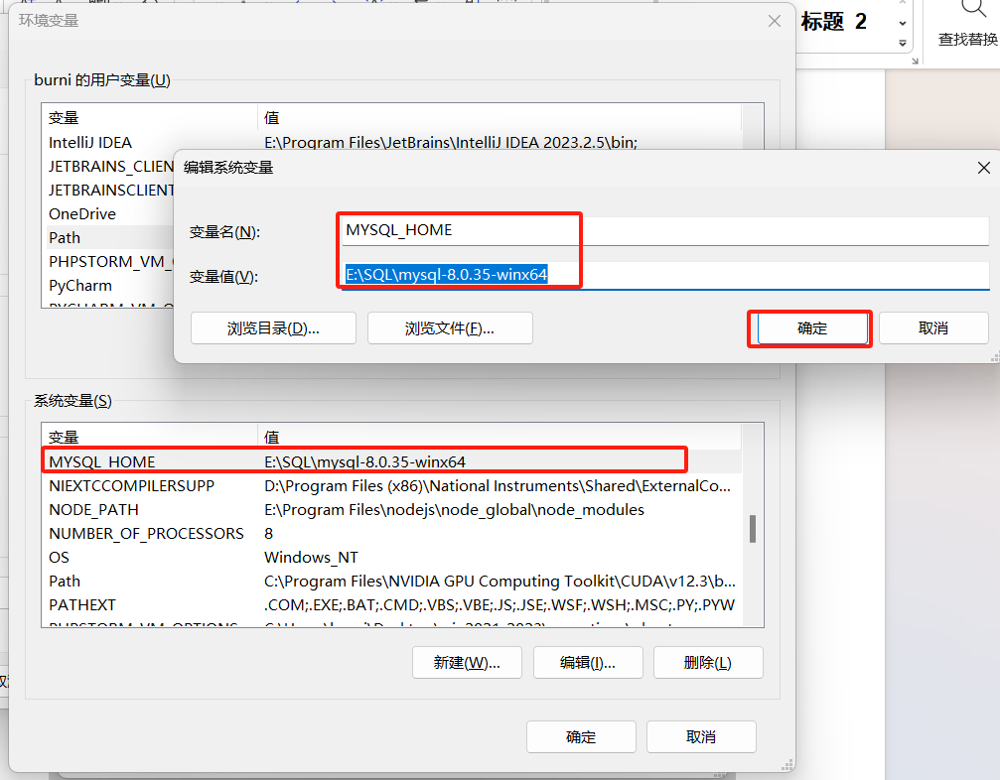 环境变量
标题 2
查找替换
burni 的用户变量(U)
变量 值
IntelliJ IDEA E:\Program Files\JetBrains\IntelliJ IDEA 2023.2.5\bin;
JETBRAINS_CLIEN
JETBRAINSCLIENT
OneDrive
Path
PHPSTORM_VM_
PyCharm
编辑系统变量
变量名(N): MYSQL_HOME
变量值(V): E:\SQL\mysql-8.0.35-winx64
浏览目录(D)... 浏览文件(F)... 确定 取消
系统变量(S)
变量 值
MYSQL_HOME E:\SQL\mysql-8.0.35-winx64
NIEXTCCOMPILERSUPP D:\Program Files (x86)\National Instruments\Shared\ExternalCo...
NODE_PATH E:\Program Files\nodejs\node_global\node_modules
NUMBER_OF_PROCESSORS 8
OS Windows_NT
Path C:\Program Files\NVIDIA GPU Computing Toolkit\CUDA\v12.3\b...
PATHEXT .COM;.EXE;.BAT;.CMD;.VBS;.VBE;.JS;.JSE;.WSF;.WSH;.MSC;.PY;.PYW
新建(W)... 编辑(I)... 删除(L)
确定 取消